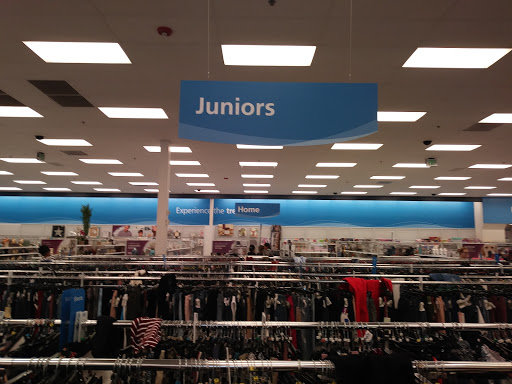 Juniors
Experience the tre
Home